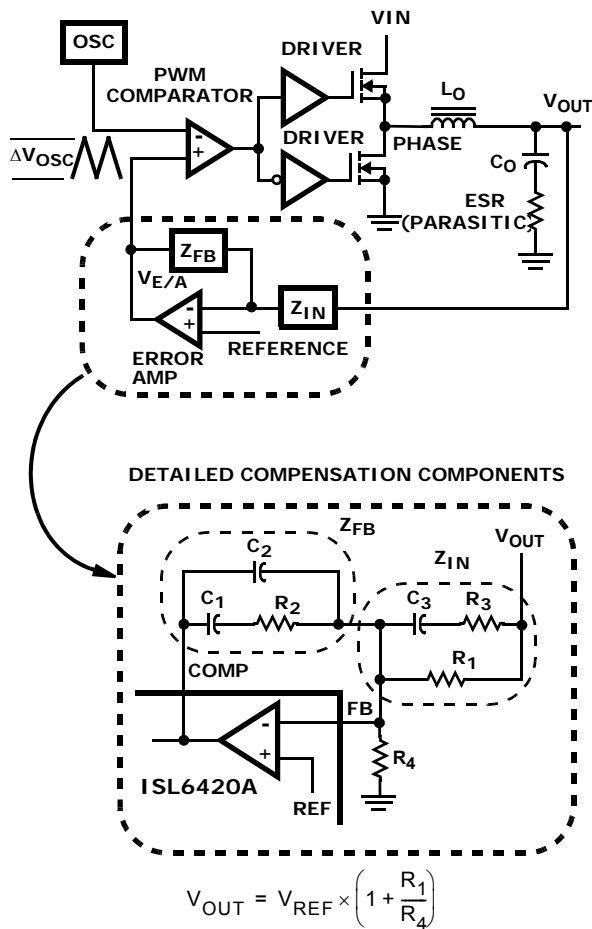 VIN
OSC
DRIVER
PWM
COMPARATOR
LO
VOUT
DRIVER
PHASE
ΔVOSC
CO
ESR
(PARASITIC)
ZFB
VE/A
ZIN
REFERENCE
ERROR
AMP
DETAILED COMPENSATION COMPONENTS
ZFB
VOUT
C2
ZIN
C1
R2
C3
R3
R1
COMP
FB
R4
ISL6420A
REF
VOUT = VREF × (1 + R1/R4)